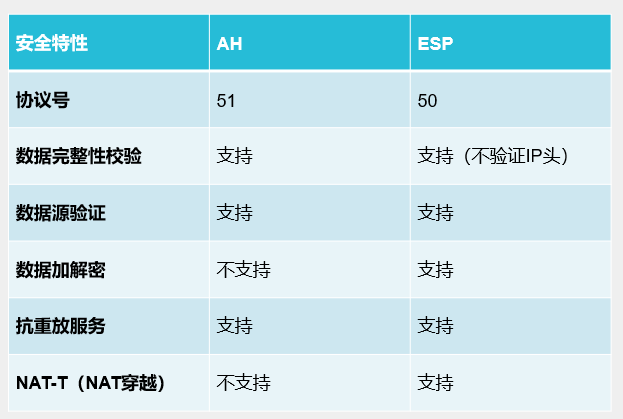 安全特性 AH ESP
协议号 51 50
数据完整性校验 支持 支持（不验证IP头）
数据源验证 支持 支持
数据加解密 不支持 支持
抗重放服务 支持 支持
NAT-T（NAT穿越） 不支持 支持